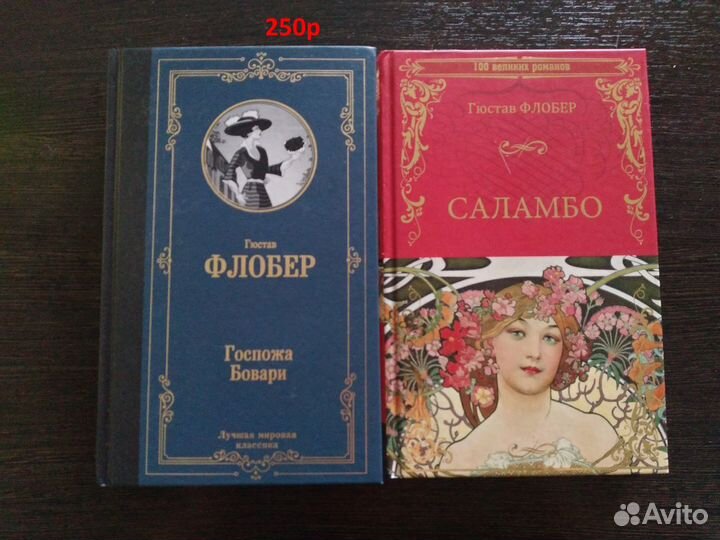 250р
Гюстав
ФЛОБЕР
Госпожа
Бовари
Лучшая мировая
классика
100 великих романов
Гюстав ФЛОБЕР
САЛАМБО
Avito